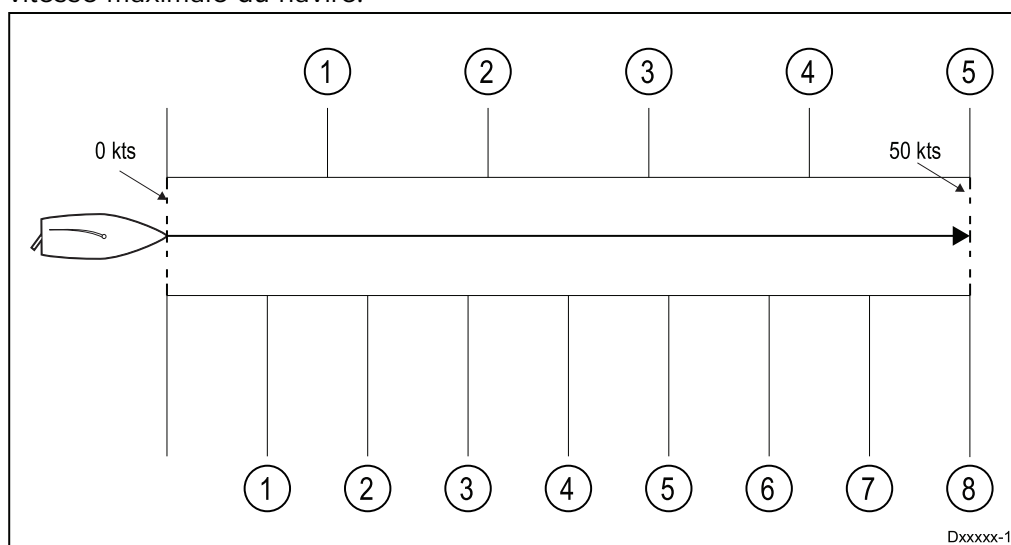 vitesse maximale du navire.
1 2 3 4 5
0 kts 50 kts
1 2 3 4 5 6 7 8
Dxxxxx-1